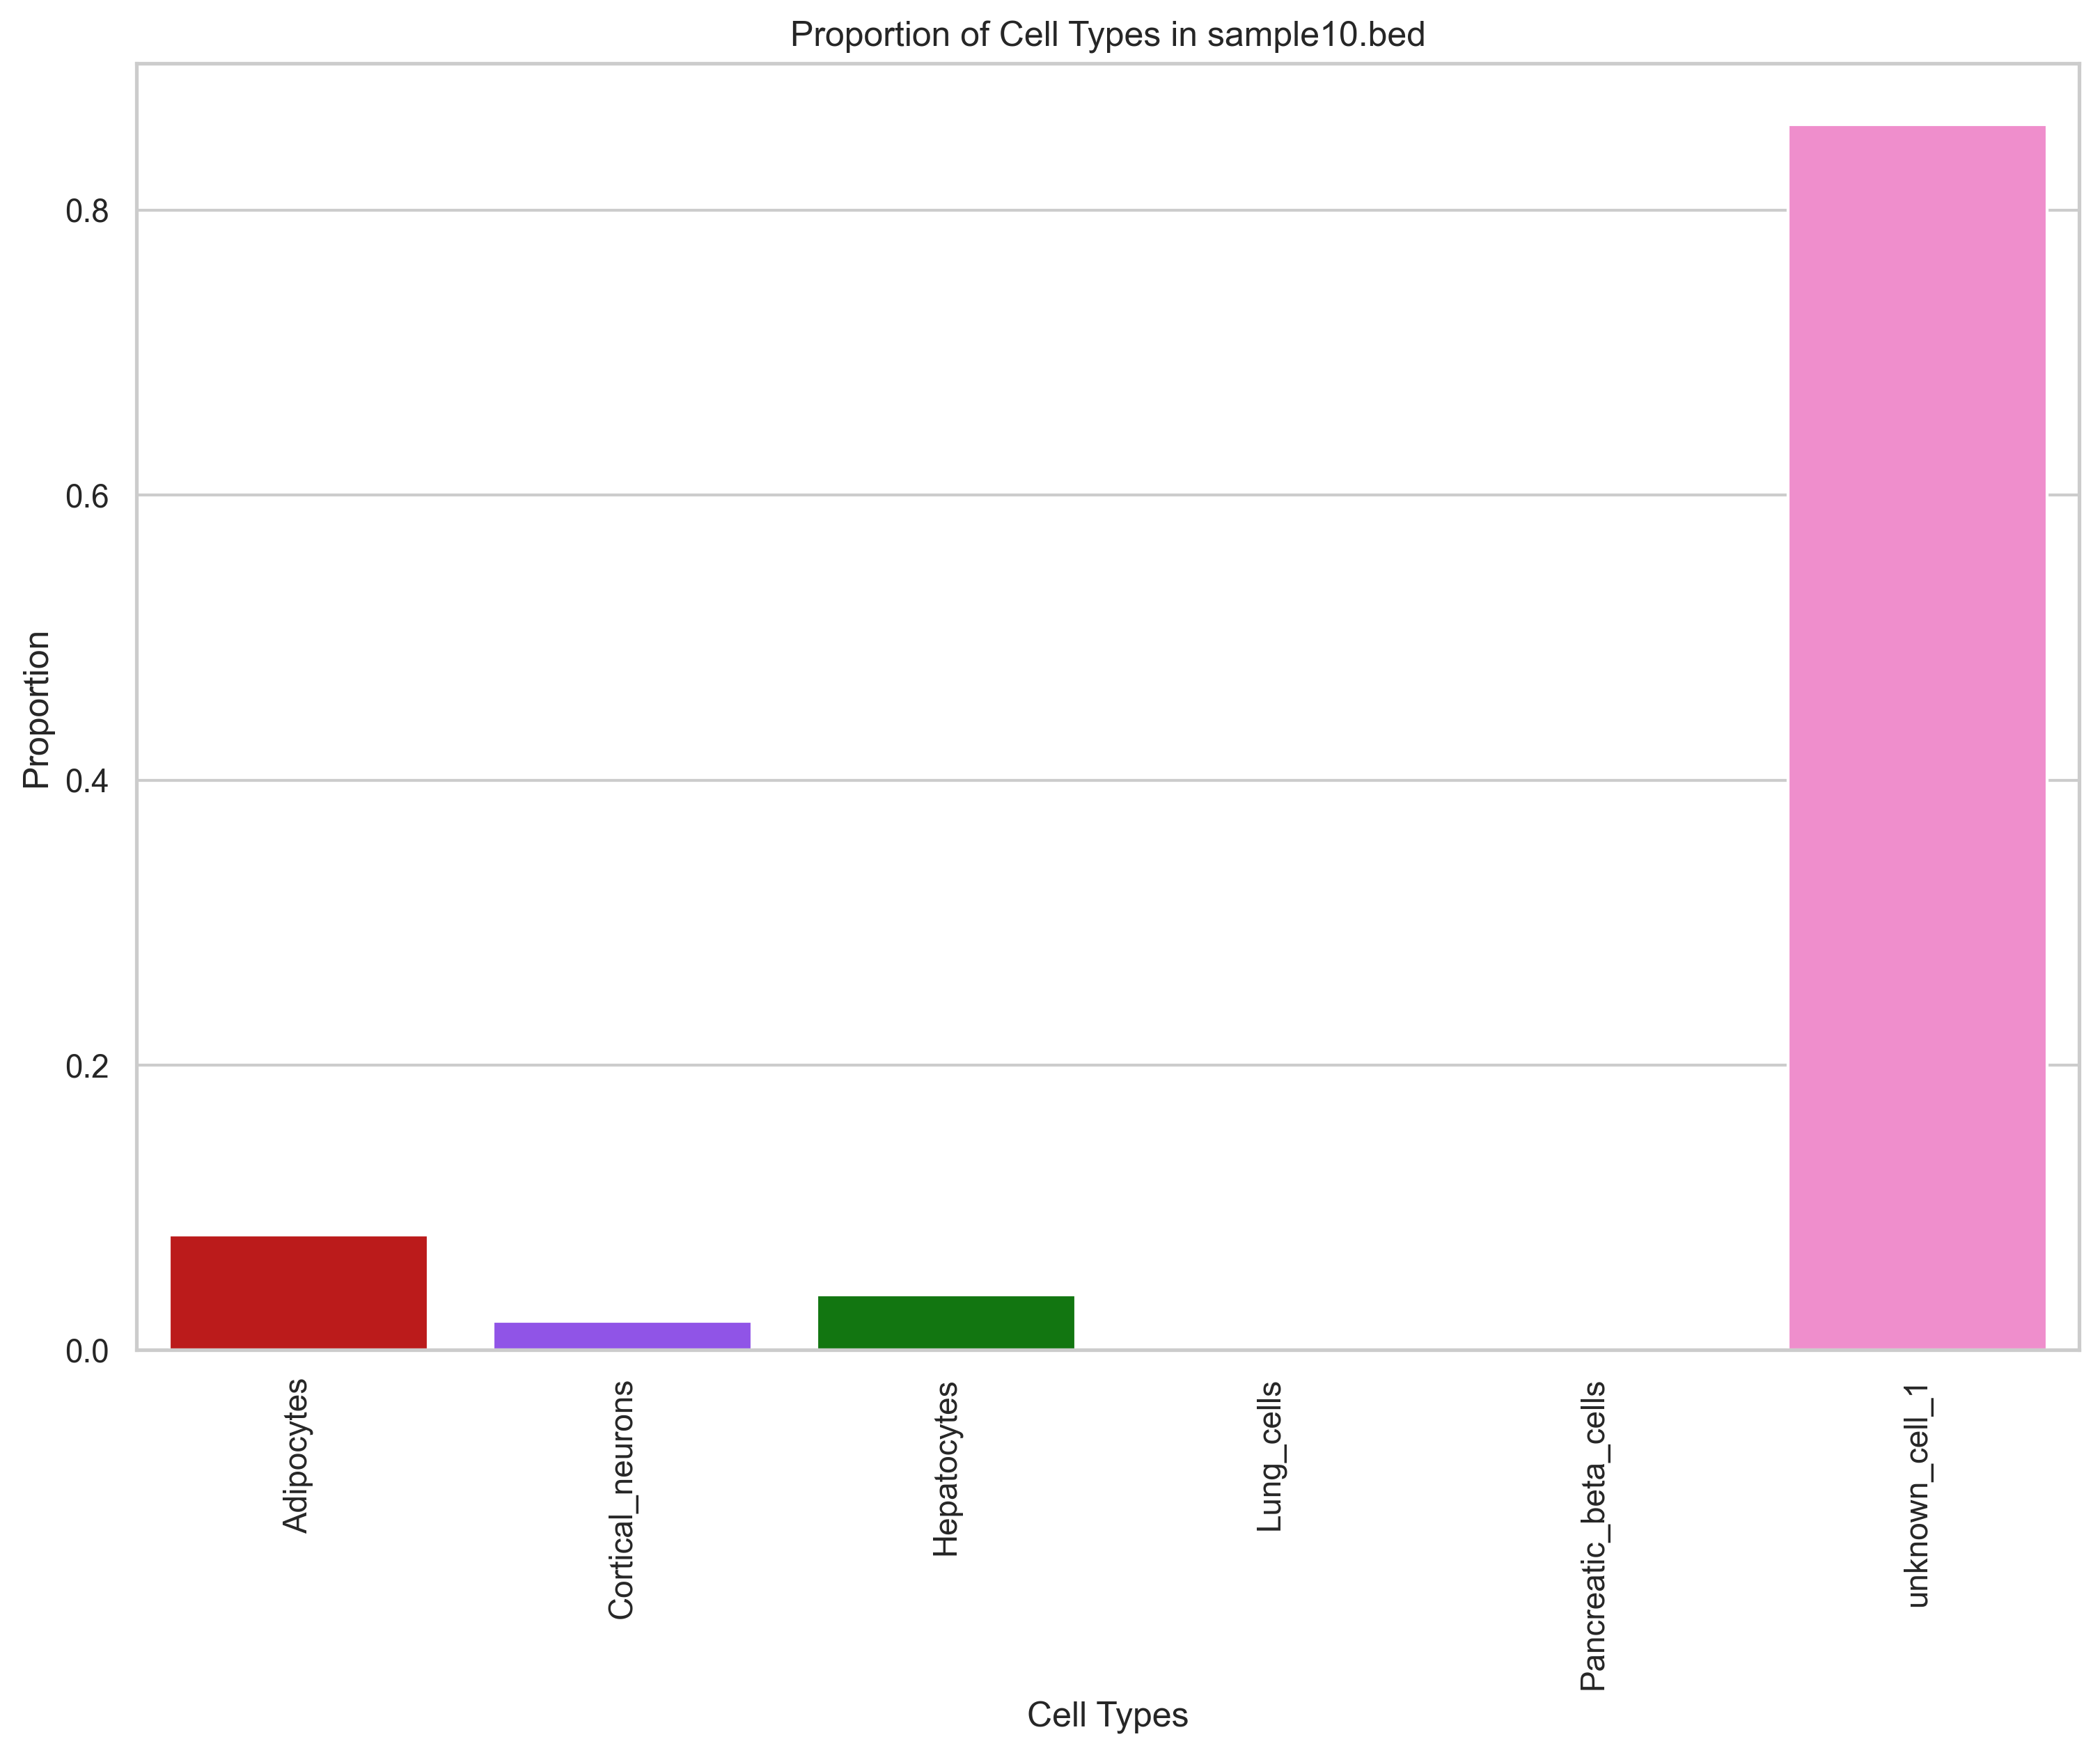 Proportion of Cell Types in sample10.bed
Proportion
0.8
0.6
0.4
0.2
0.0
Adipocytes
Cortical_neurons
Hepatocytes
Lung_cells
Pancreatic_beta_cells
unknown_cell_1
Cell Types